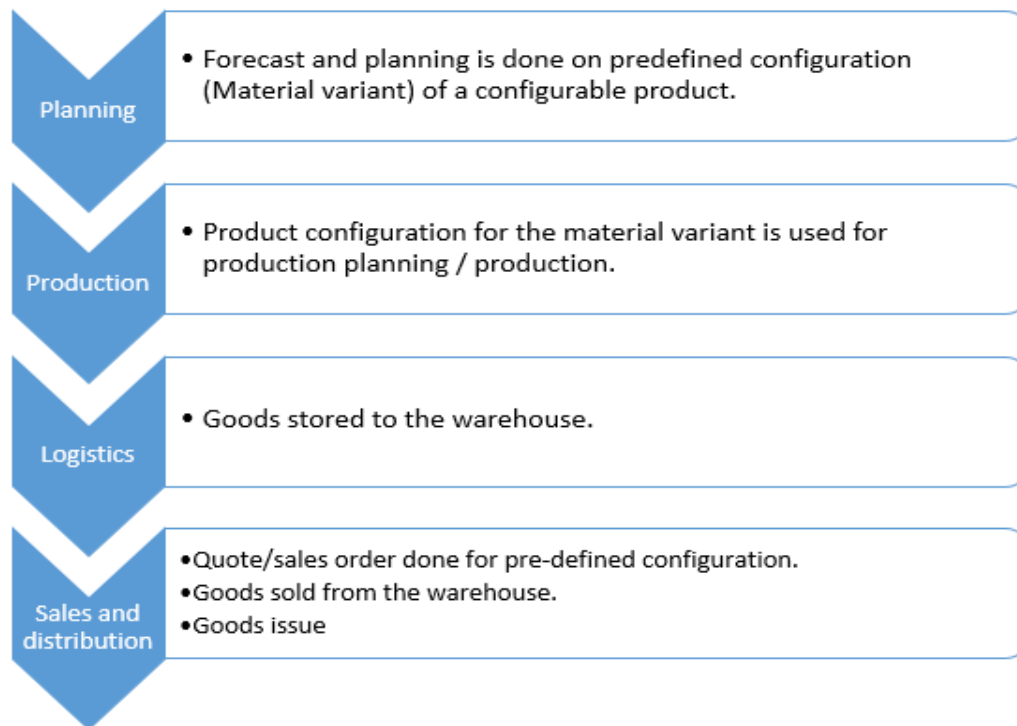 Planning
• Forecast and planning is done on predefined configuration
(Material variant) of a configurable product.
Production
• Product configuration for the material variant is used for
production planning / production.
Logistics
• Goods stored to the warehouse.
Sales and
distribution
•Quote/sales order done for pre-defined configuration.
•Goods sold from the warehouse.
•Goods issue